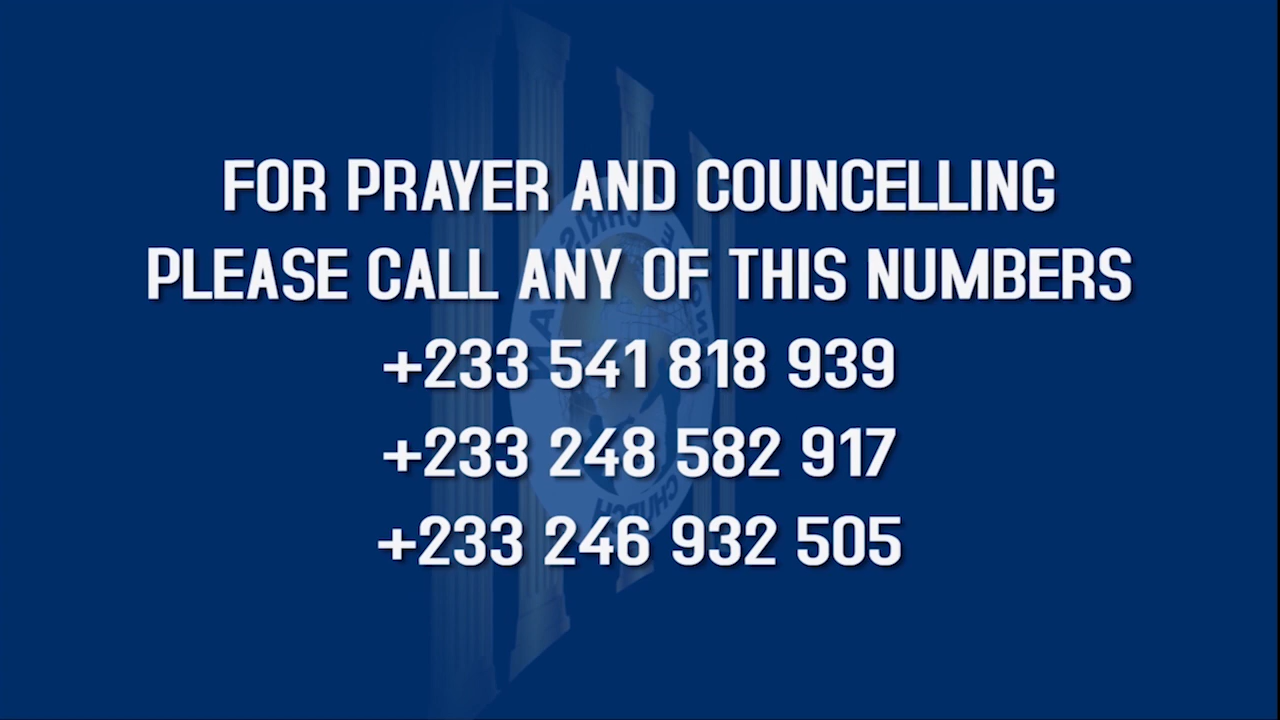 FOR PRAYER AND COUNCELLING
PLEASE CALL ANY OF THIS NUMBERS
+233 541 818 939
+233 248 582 917
+233 246 932 505
CHURCH